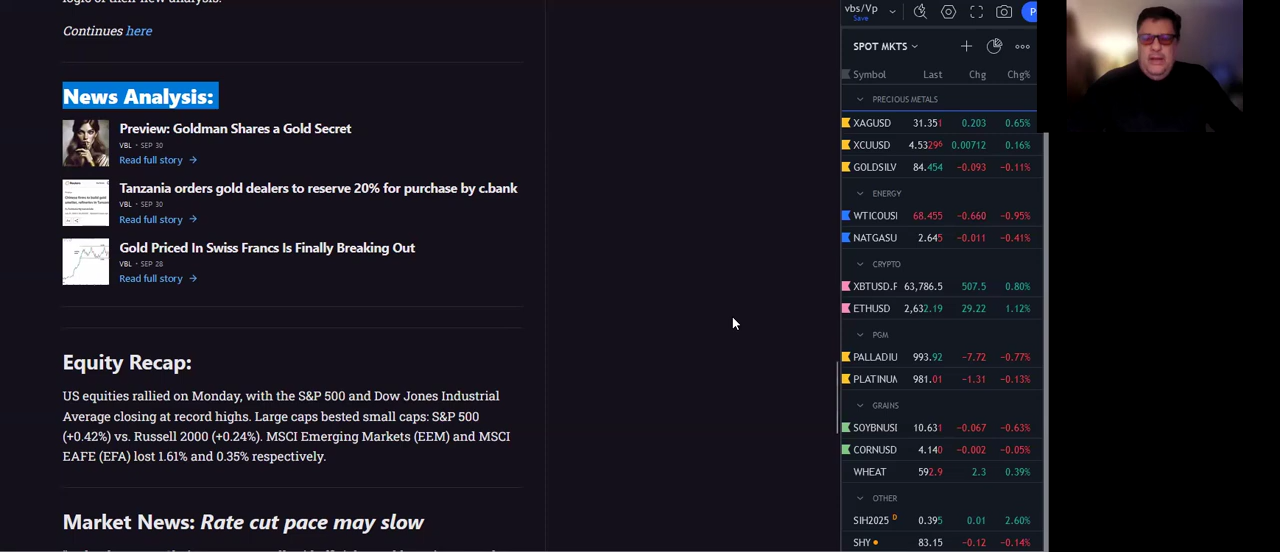 logic of their new analysis.
Continues here
News Analysis:
Preview: Goldman Shares a Gold Secret
VBL • SEP 30
Read full story →
Tanzania orders gold dealers to reserve 20% for purchase by c.bank
VBL • SEP 30
Read full story →
Gold Priced In Swiss Francs Is Finally Breaking Out
VBL • SEP 28
Read full story →
Equity Recap:
US equities rallied on Monday, with the S&P 500 and Dow Jones Industrial
Average closing at record highs. Large caps bested small caps: S&P 500
(+0.42%) vs. Russell 2000 (+0.24%). MSCI Emerging Markets (EEM) and MSCI
EAFE (EFA) lost 1.61% and 0.35% respectively.
Market News: Rate cut pace may slow
vbs/Vp
Save
SPOT MKTS
Symbol Last Chg Chg%
PRECIOUS METALS
XAGUSD 31.351 0.203 0.65%
XCUUSD 4.53296 0.00712 0.16%
GOLDSILV 84.454 −0.093 −0.11%
ENERGY
WTICOUSI 68.455 −0.660 −0.95%
NATGASU 2.645 −0.011 −0.41%
CRYPTO
XBTUSD.F 63,786.5 507.5 0.80%
ETHUSD 2,632.19 29.22 1.12%
PGM
PALLADIU 993.92 −7.72 −0.77%
PLATINUM 981.01 −1.31 −0.13%
GRAINS
SOYBNUSI 10.631 −0.067 −0.63%
CORNUSD 4.140 −0.002 −0.05%
WHEAT 592.9 2.3 0.39%
OTHER
SIH2025 D 0.395 0.01 2.60%
SHY 83.15 −0.12 −0.14%